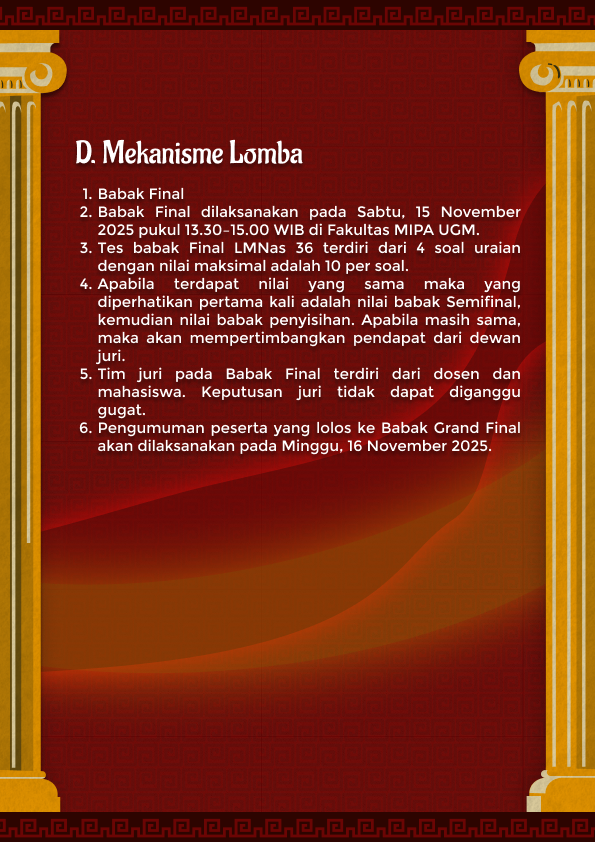 D. Mekanisme Lomba
1. Babak Final
2. Babak Final dilaksanakan pada Sabtu, 15 November
2025 pukul 13.30-15.00 WIB di Fakultas MIPA UGM.
3. Tes babak Final LMNas 36 terdiri dari 4 soal uraian
dengan nilai maksimal adalah 10 per soal.
4. Apabila terdapat nilai yang sama maka yang
diperhatikan pertama kali adalah nilai babak Semifinal,
kemudian nilai babak penyisihan. Apabila masih sama,
maka akan mempertimbangkan pendapat dari dewan
juri.
5. Tim juri pada Babak Final terdiri dari dosen dan
mahasiswa. Keputusan juri tidak dapat diganggu
gugat.
6. Pengumuman peserta yang lolos ke Babak Grand Final
akan dilaksanakan pada Minggu, 16 November 2025.